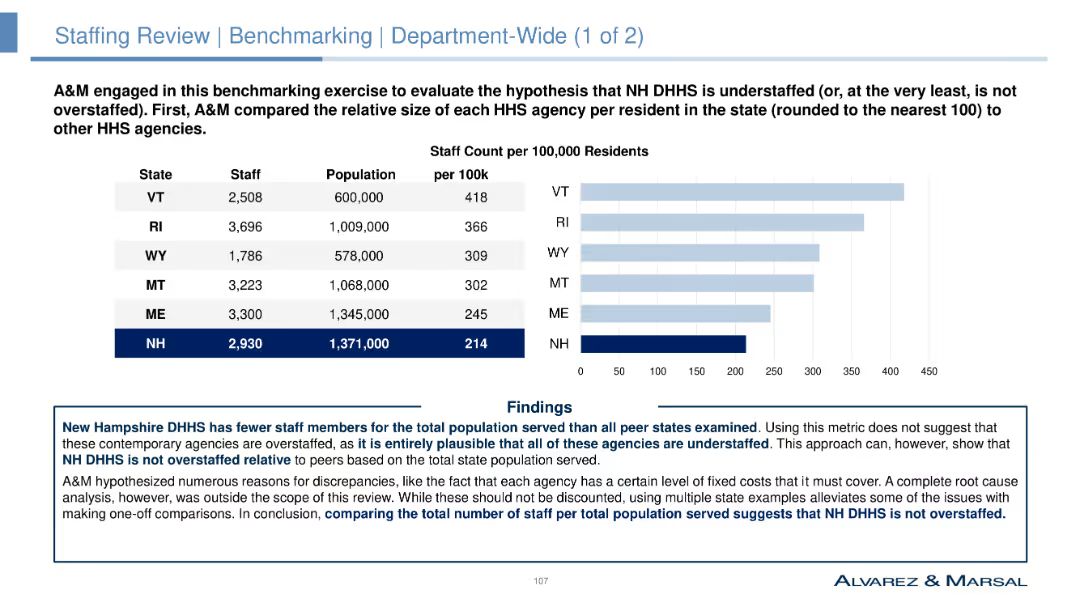 Staffing Review | Benchmarking | Department-Wide (1 of 2)
A&M engaged in this benchmarking exercise to evaluate the hypothesis that NH DHHS is understaffed (or, at the very least, is not
overstaffed). First, A&M compared the relative size of each HHS agency per resident in the state (rounded to the nearest 100) to
other HHS agencies.
Staff Count per 100,000 Residents
State Staff Population per 100k
VT 2,508 600,000 418
RI 3,696 1,009,000 366
WY 1,786 578,000 309
MT 3,223 1,068,000 302
ME 3,300 1,345,000 245
NH 2,930 1,371,000 214
VT
RI
WY
MT
ME
NH
0 50 100 150 200 250 300 350 400 450
Findings
New Hampshire DHHS has fewer staff members for the total population served than all peer states examined. Using this metric does not suggest that
these contemporary agencies are overstaffed, as it is entirely plausible that all of these agencies are understaffed. This approach can, however, show that
NH DHHS is not overstaffed relative to peers based on the total state population served.
A&M hypothesized numerous reasons for discrepancies, like the fact that each agency has a certain level of fixed costs that it must cover. A complete root cause
analysis, however, was outside the scope of this review. While these should not be discounted, using multiple state examples alleviates some of the issues with
making one-off comparisons. In conclusion, comparing the total number of staff per total population served suggests that NH DHHS is not overstaffed.
107
ALVAREZ & MARSAL